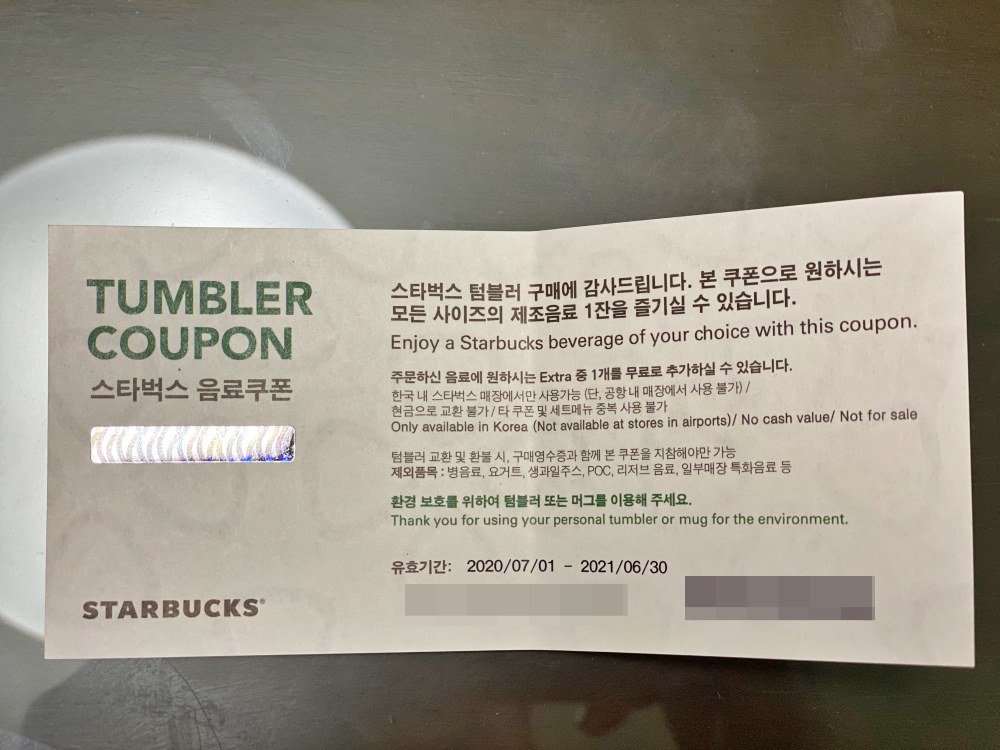 TUMBLER
COUPON
스타벅스 음료쿠폰
STARBUCKS®
스타벅스 텀블러 구매에 감사드립니다. 본 쿠폰으로 원하시는
모든 사이즈의 제조음료 1잔을 즐기실 수 있습니다.
Enjoy a Starbucks beverage of your choice with this coupon.
주문하신 음료에 원하시는 Extra 중 1개를 무료로 추가하실 수 있습니다.
한국 내 스타벅스 매장에서만 사용가능 (단, 공항 내 매장에서 사용 불가) /
현금으로 교환 불가 / 타 쿠폰 및 세트메뉴 중복 사용 불가
Only available in Korea (Not available at stores in airports)/ No cash value/ Not for sale
텀블러 교환 및 환불 시, 구매영수증과 함께 본 쿠폰을 지참해야만 가능
제외품목 : 병음료, 요거트, 생과일주스, POC, 리저브 음료, 일부매장 특화음료 등
환경 보호를 위하여 텀블러 또는 머그를 이용해 주세요.
Thank you for using your personal tumbler or mug for the environment.
유효기간: 2020/07/01 - 2021/06/30